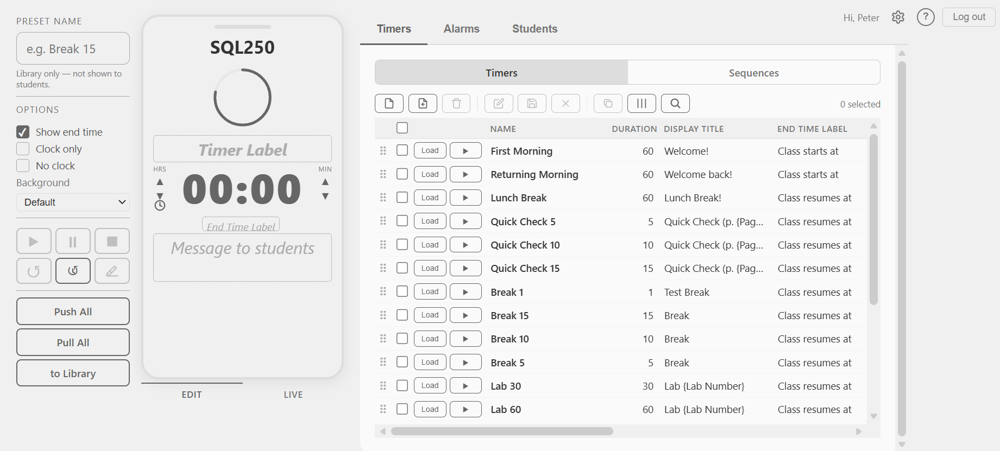 PRESET NAME
e.g. Break 15
Library only — not shown to
students.
OPTIONS
Show end time
Clock only
No clock
Background
Default
Push All
Pull All
to Library
SQL250
Timer Label
HRS
MIN
00:00
End Time Label
Message to students
EDIT
LIVE
Timers
Alarms
Students
Hi, Peter
?
Log out
Timers
Sequences
0 selected
NAME DURATION DISPLAY TITLE END TIME LABEL
Load First Morning 60 Welcome! Class starts at
Load Returning Morning 60 Welcome back! Class starts at
Load Lunch Break 60 Lunch Break! Class resumes at
Load Quick Check 5 5 Quick Check (p. {Pag... Class resumes at
Load Quick Check 10 10 Quick Check (p. {Pag... Class resumes at
Load Quick Check 15 15 Quick Check (p. {Pag... Class resumes at
Load Break 1 1 Test Break Class resumes at
Load Break 15 15 Break Class resumes at
Load Break 10 10 Break Class resumes at
Load Break 5 5 Break Class resumes at
Load Lab 30 30 Lab {Lab Number} Class resumes at
Load Lab 60 60 Lab {Lab Number} Class resumes at